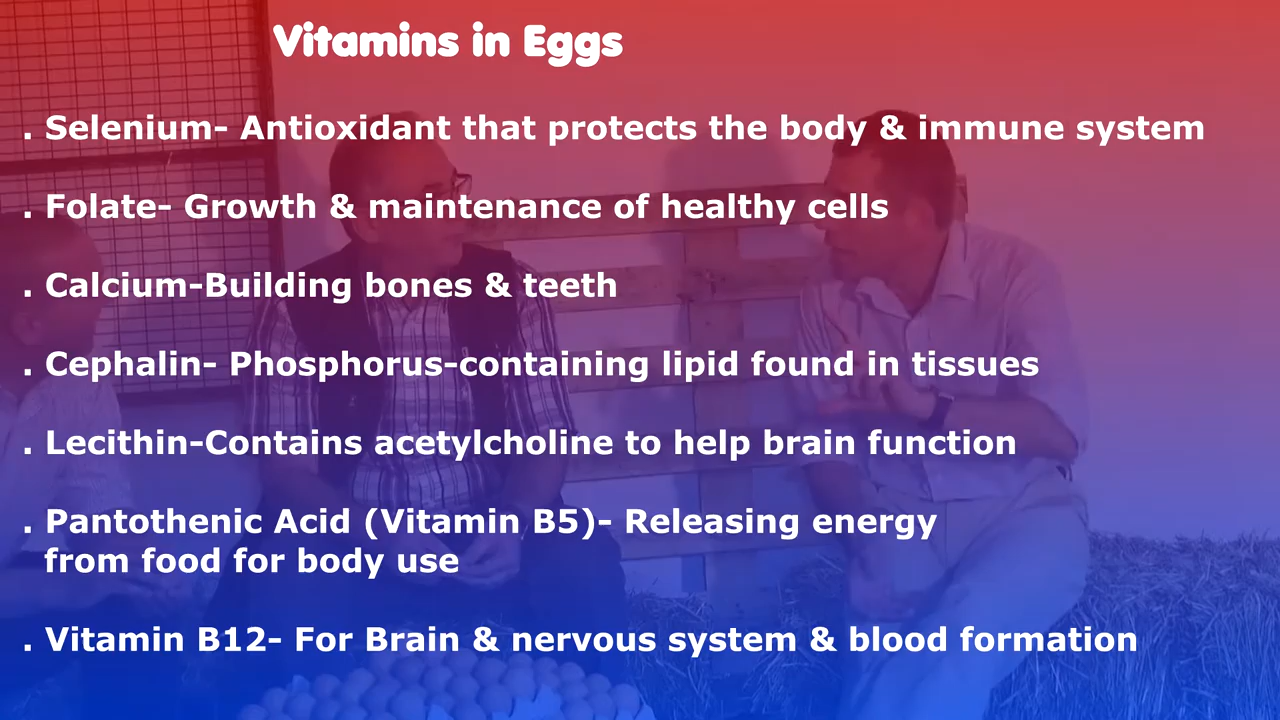 Vitamins in Eggs
. Selenium- Antioxidant that protects the body & immune system
. Folate- Growth & maintenance of healthy cells
. Calcium-Building bones & teeth
. Cephalin- Phosphorus-containing lipid found in tissues
. Lecithin-Contains acetylcholine to help brain function
. Pantothenic Acid (Vitamin B5)- Releasing energy
from food for body use
. Vitamin B12- For Brain & nervous system & blood formation